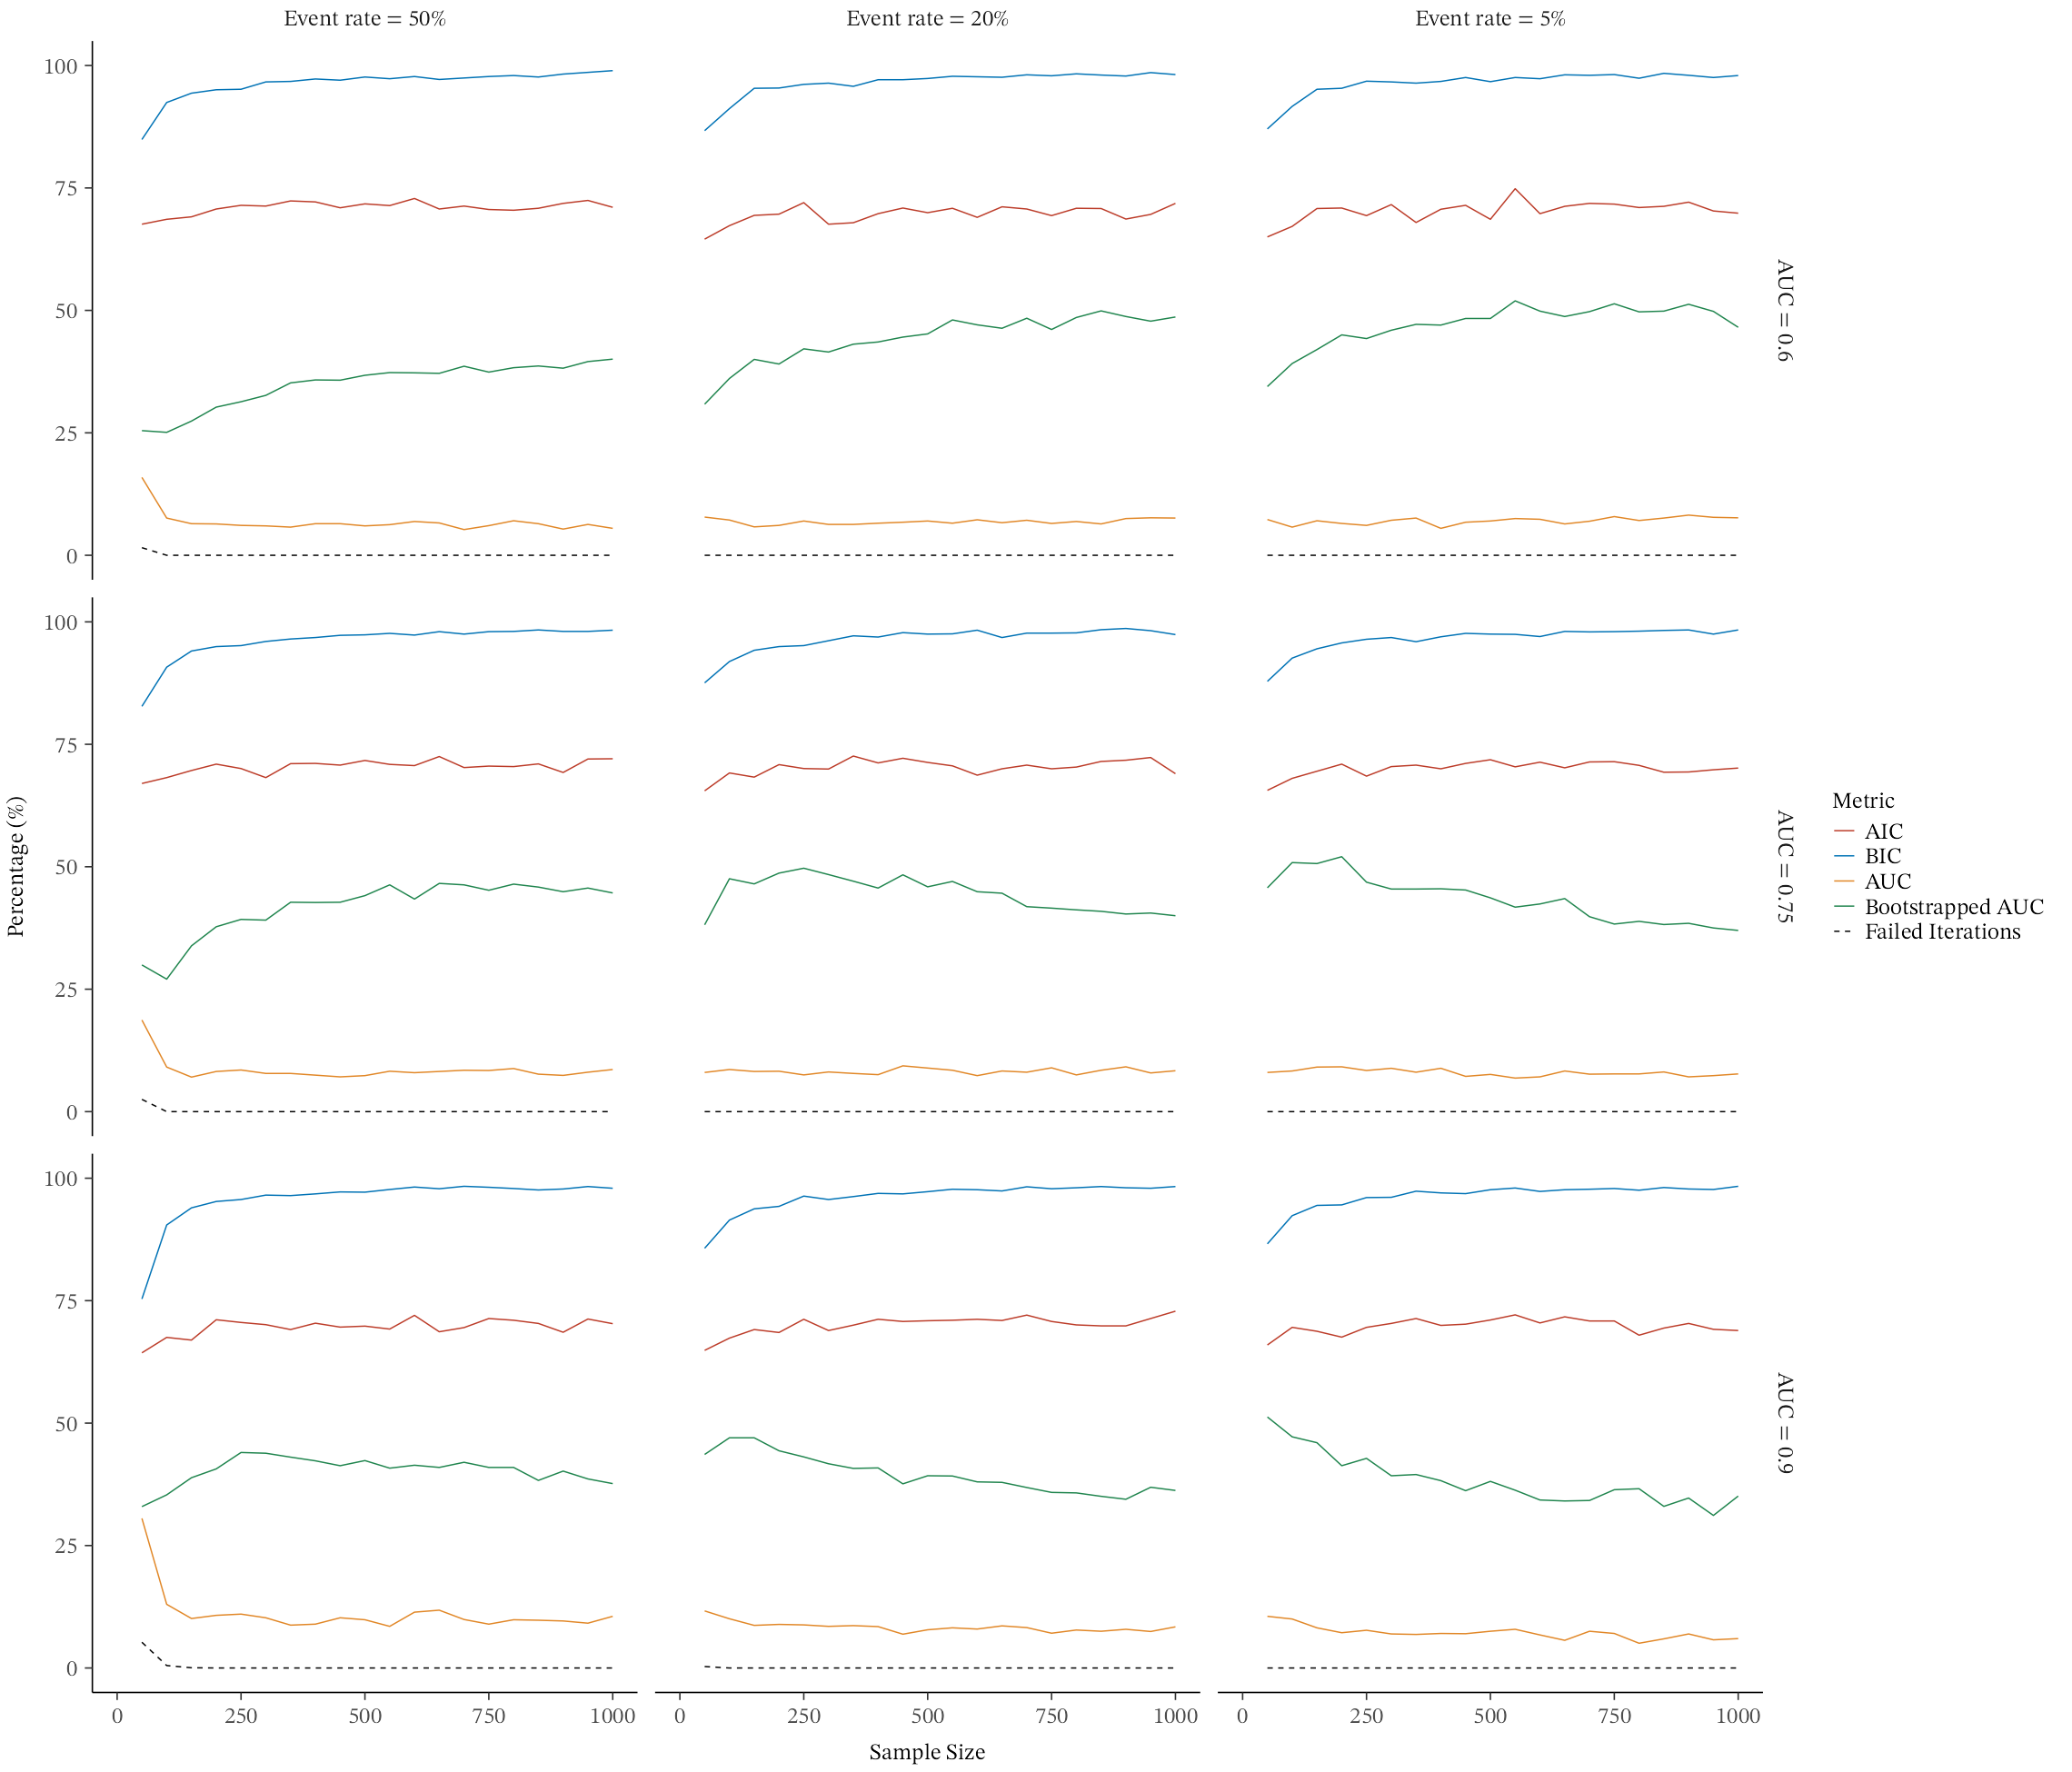 Event rate = 50%
Event rate = 20%
Event rate = 5%
100
75
50
25
0
AUC = 0.6
100
75
50
25
0
AUC = 0.75
100
75
50
25
0
AUC = 0.9
Percentage (%)
0 250 500 750 1000
0 250 500 750 1000
0 250 500 750 1000
Sample Size
Metric
AIC
BIC
AUC
Bootstrapped AUC
Failed Iterations